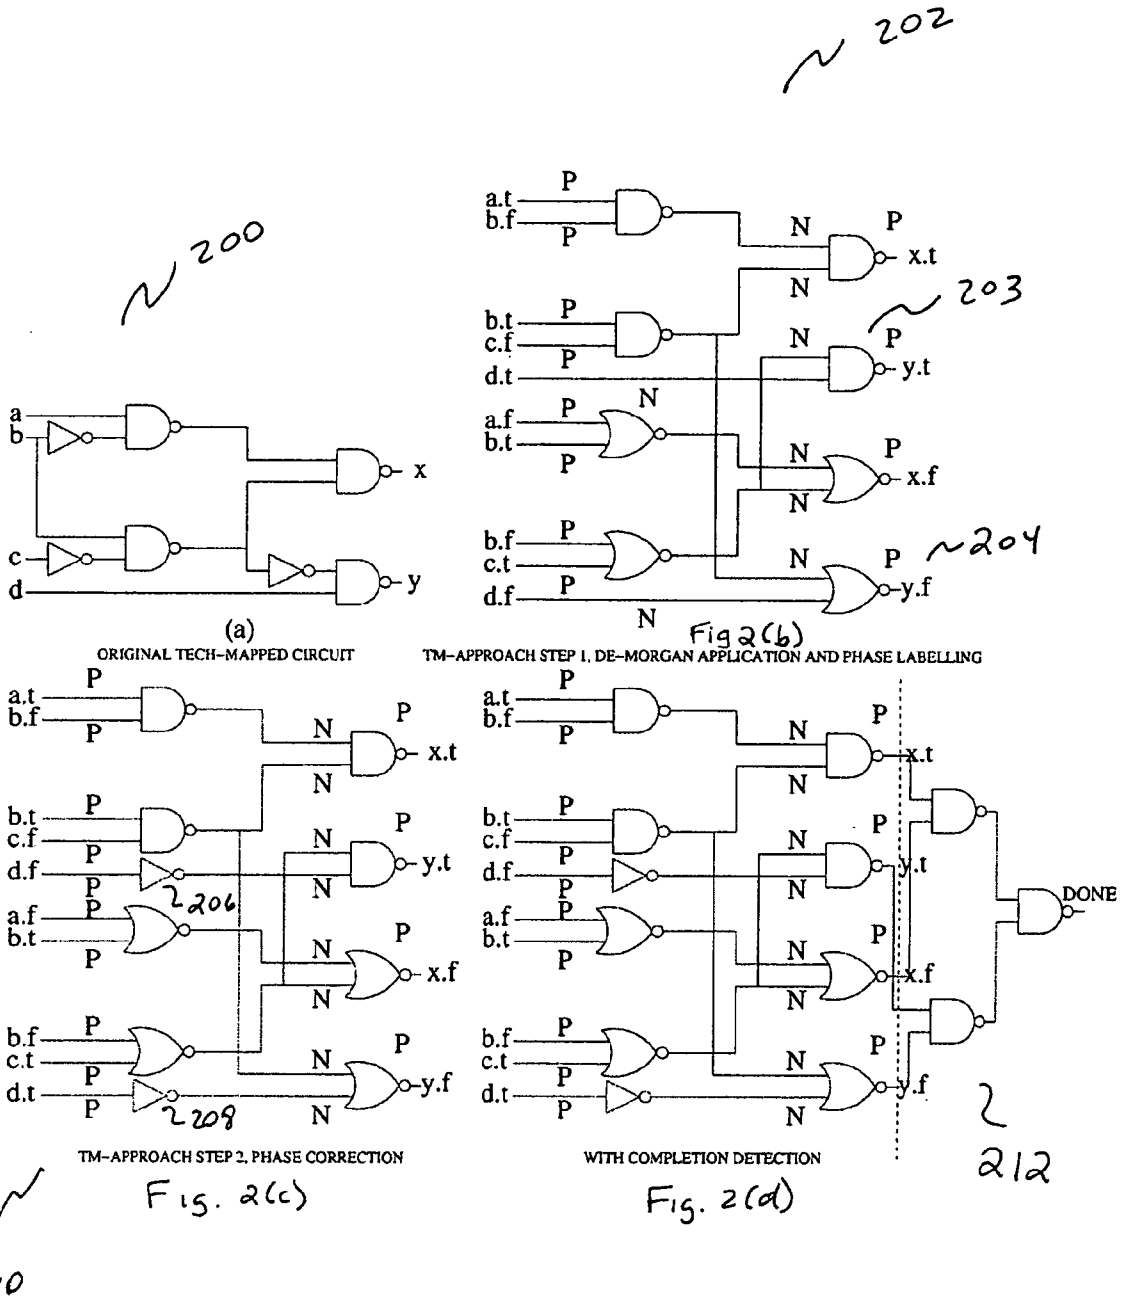 202
200
a
b
c
d
x
y
(a)
ORIGINAL TECH-MAPPED CIRCUIT
a.t P
b.f P
b.t P
c.f P
d.t N
a.f P
b.t P
b.f P
c.t P
d.f N
N P
N x.t
203
N P
y.t
N P
N x.f
N P
204
y.f
Fig 2(b)
TM-APPROACH STEP 1, DE-MORGAN APPLICATION AND PHASE LABELLING
a.t P
b.f P
b.t P
c.f P
d.f P
206
a.f P
b.t P
b.f P
c.t P
d.t P
208
N P
N x.t
N P
N y.t
N P
N x.f
N P
N y.f
TM-APPROACH STEP 2, PHASE CORRECTION
Fig. 2(c)
a.t P
b.f P
b.t P
c.f P
d.f P
a.f P
b.t P
b.f P
c.t P
d.t P
N P
N x.t
N P
N y.t
N P
N x.f
N P
N y.f
DONE
212
WITH COMPLETION DETECTION
Fig. 2(d)